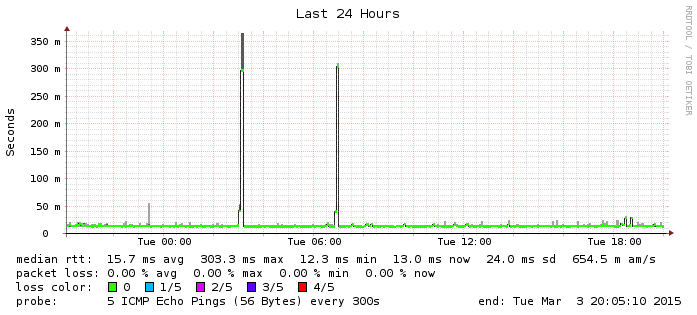 Last 24 Hours
RRDTOOL / TOBI OETIKER
Seconds
350 m
300 m
250 m
200 m
150 m
100 m
50 m
0
Tue 00:00 Tue 06:00 Tue 12:00 Tue 18:00
median rtt: 15.7 ms avg 303.3 ms max 12.3 ms min 13.0 ms now 24.0 ms sd 654.5 m am/s
packet loss: 0.00 % avg 0.00 % max 0.00 % min 0.00 % now
loss color: 0 1/5 2/5 3/5 4/5
probe: 5 ICMP Echo Pings (56 Bytes) every 300s end: Tue Mar 3 20:05:10 2015